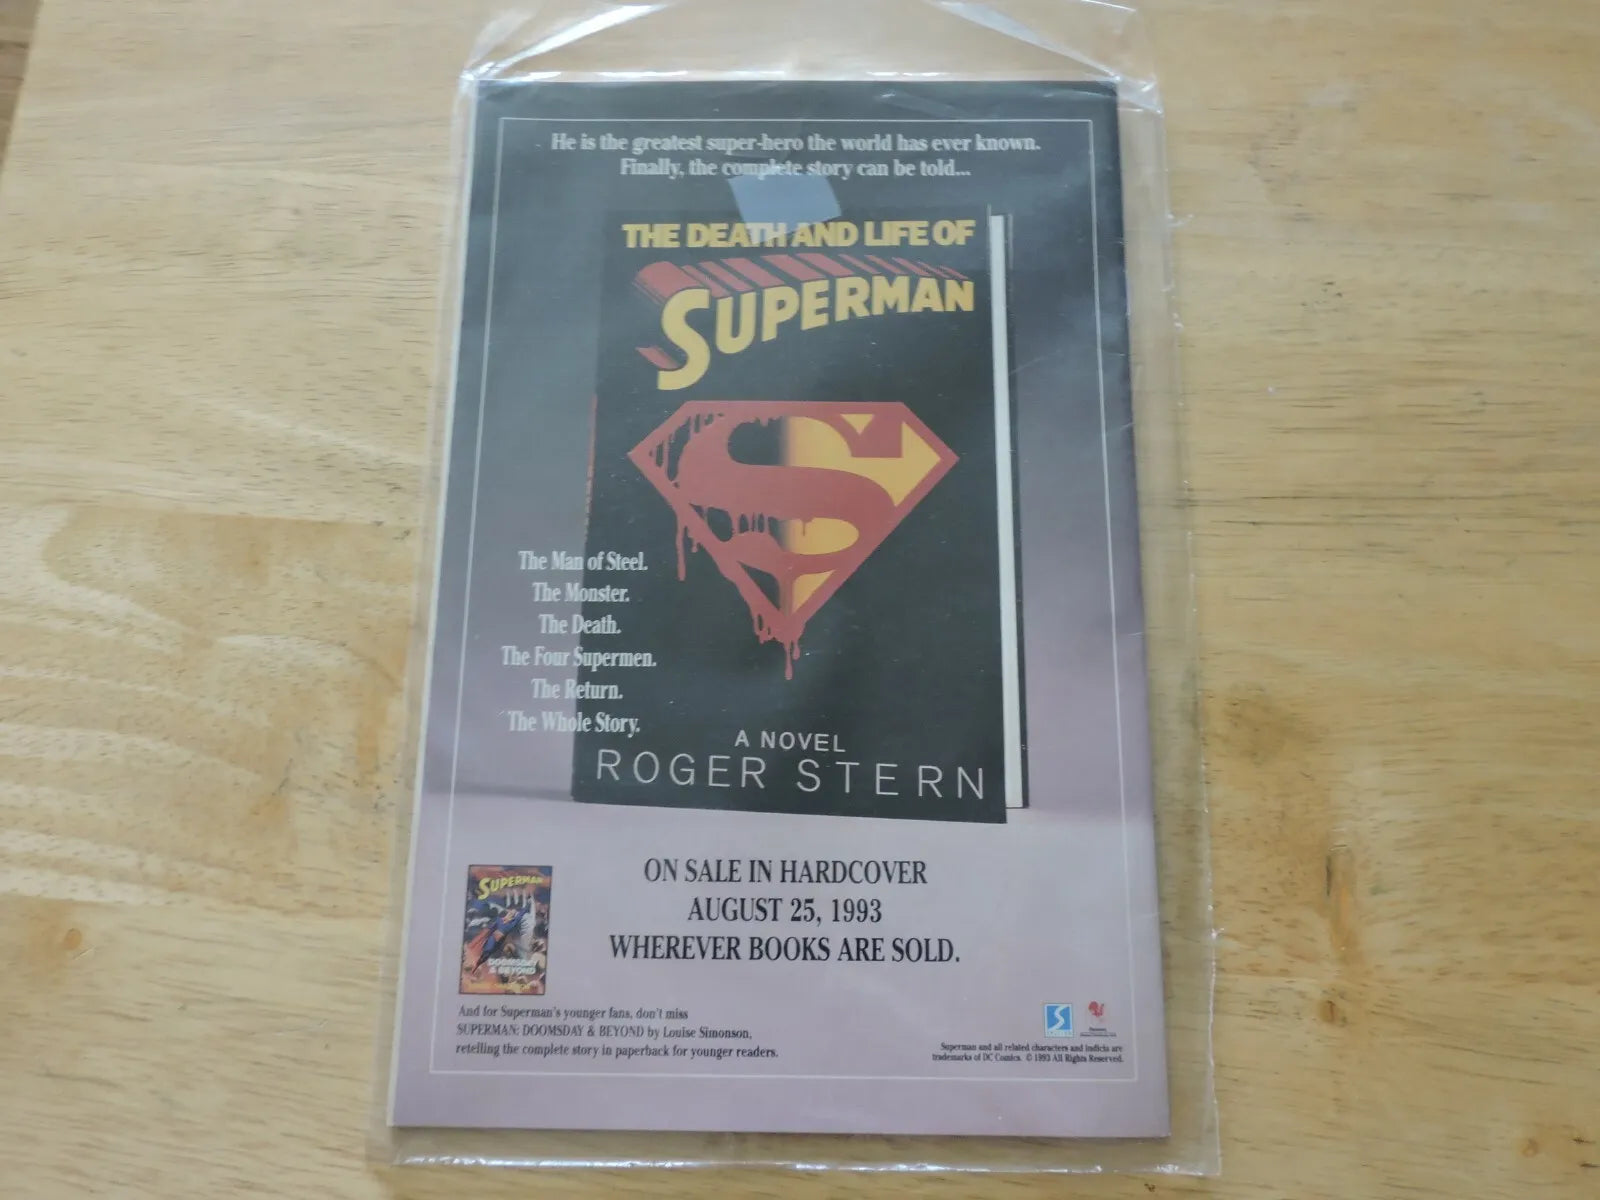 He is the greatest super-hero the world has ever known.
Finally, the complete story can be told...
THE DEATH AND LIFE OF
SUPERMAN
The Man of Steel.
The Monster.
The Death.
The Four Supermen.
The Return.
The Whole Story.
A NOVEL
ROGER STERN
ON SALE IN HARDCOVER
AUGUST 25, 1993
WHEREVER BOOKS ARE SOLD.
SUPERMAN
DOOMSDAY
& BEYOND
And for Superman's younger fans, don't miss
SUPERMAN: DOOMSDAY & BEYOND by Louise Simonson,
retelling the complete story in paperback for younger readers.
Superman and all related characters and indicia are
trademarks of DC Comics. © 1993 All Rights Reserved.